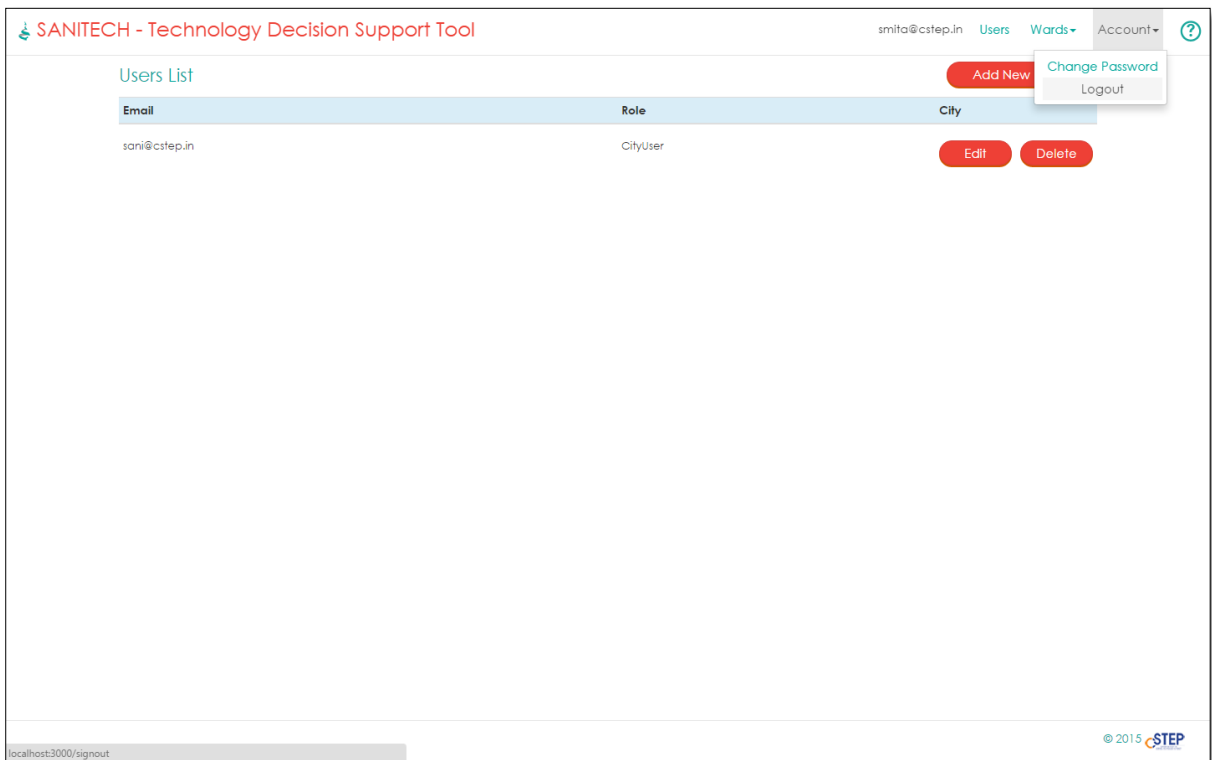 SANITECH - Technology Decision Support Tool
smita@cstep.in Users Wards Account ?
Change Password
Logout
Users List
Add New
Email Role City
sani@cstep.in CityUser
Edit Delete
© 2015 CSTEP
localhost:3000/signout